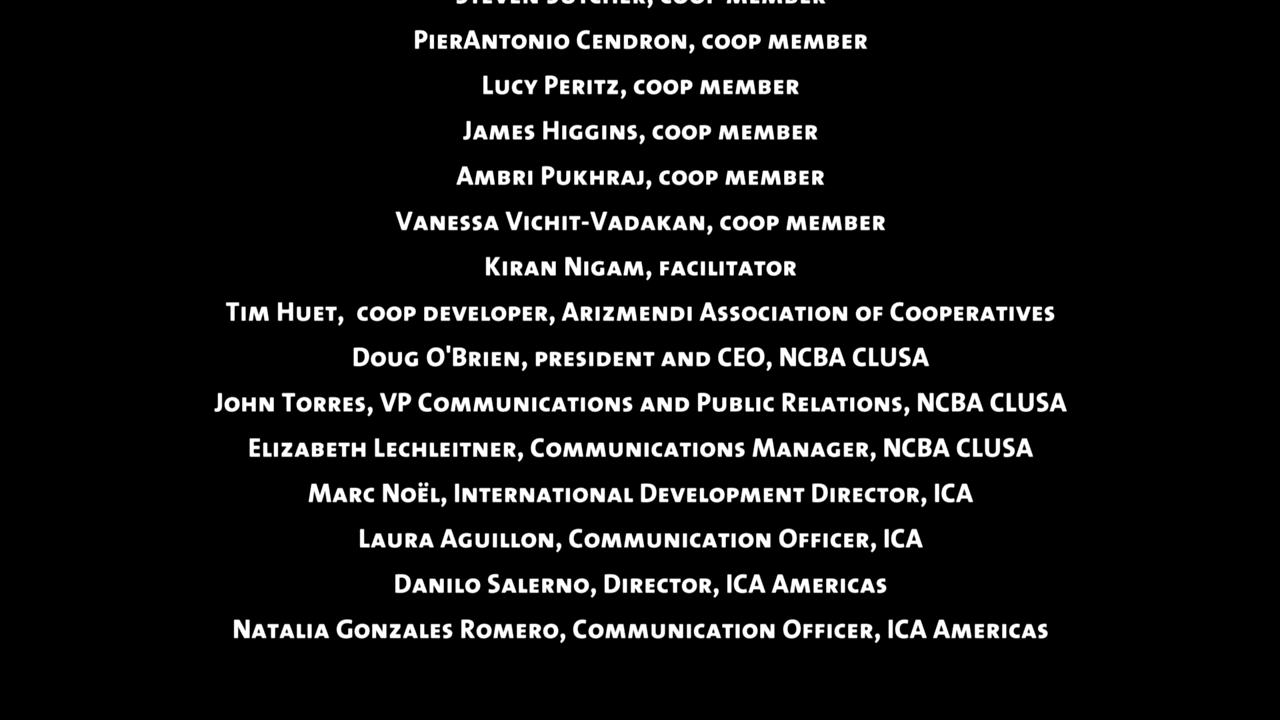 Steven Sutcher, coop member
PierAntonio Cendron, coop member
Lucy Peritz, coop member
James Higgins, coop member
Ambri Pukhraj, coop member
Vanessa Vichit-Vadakan, coop member
Kiran Nigam, facilitator
Tim Huet, coop developer, Arizmendi Association of Cooperatives
Doug O'Brien, president and CEO, NCBA CLUSA
John Torres, VP Communications and Public Relations, NCBA CLUSA
Elizabeth Lechleitner, Communications Manager, NCBA CLUSA
Marc Noël, International Development Director, ICA
Laura Aguillon, Communication Officer, ICA
Danilo Salerno, Director, ICA Americas
Natalia Gonzales Romero, Communication Officer, ICA Americas